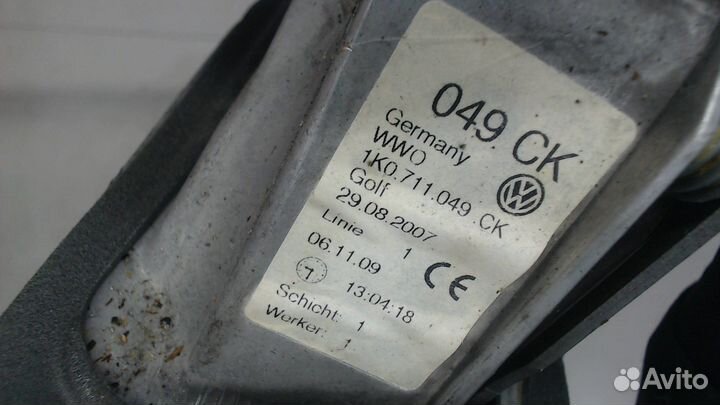 049 CK
Germany
WWO
1K0.711.049 CK
Golf
29.08.2007
Linie 1
06.11.09
7 13:04:18
CE
Schicht: 1
Werker: 1
Avito